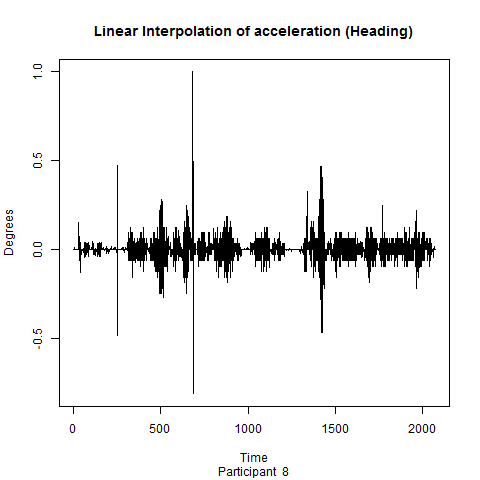 Linear Interpolation of acceleration (Heading)
1.0
0.5
0.0
-0.5
Degrees
0 500 1000 1500 2000
Time
Participant 8